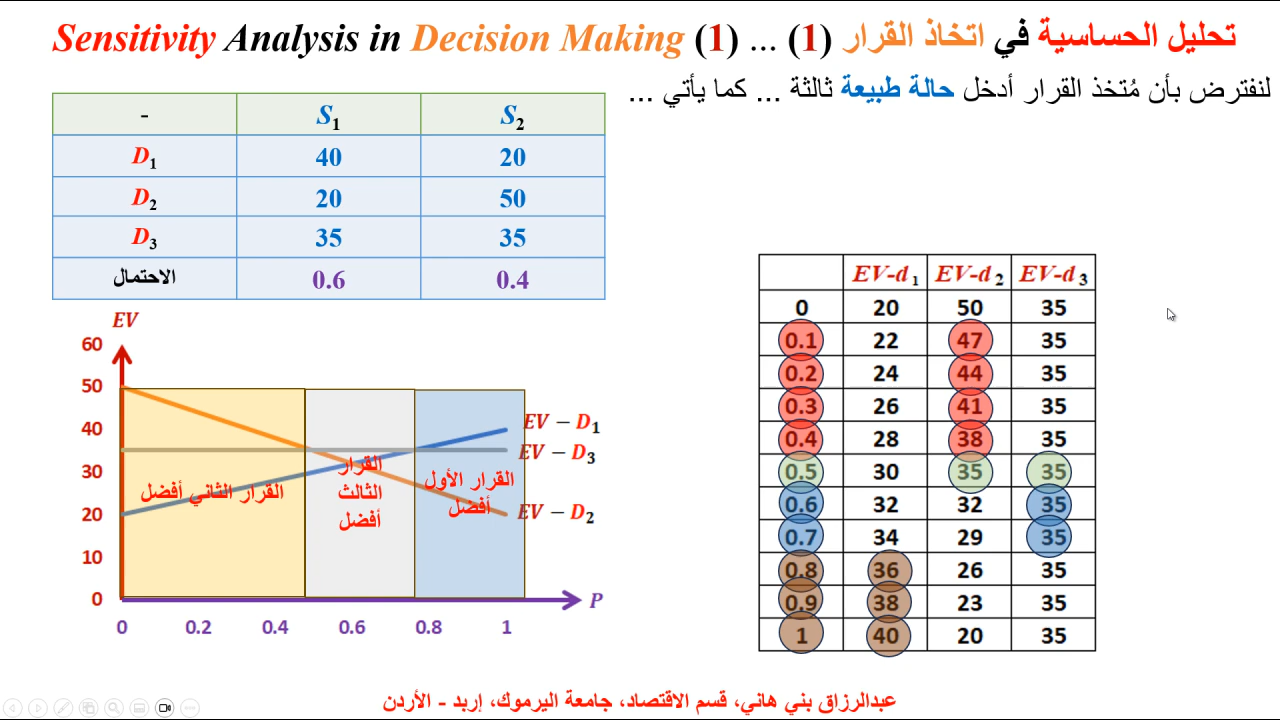 Sensitivity Analysis in Decision Making (1) ... (1) تحليل الحساسية في اتخاذ القرار
لنفترض بأن مُتخذ القرار أدخل حالة طبيعة ثالثة ... كما يأتي ...
- S1 S2
D1 40 20
D2 20 50
D3 35 35
الاحتمال 0.6 0.4
EV
60
50
40
30
20
10
0
0 0.2 0.4 0.6 0.8 1
P
EV − D1
EV − D3
EV − D2
القرار الثاني أفضل
القرار
الثالث
أفضل
القرار الأول
أفضل
EV-d 1 EV-d 2 EV-d 3
0 20 50 35
0.1 22 47 35
0.2 24 44 35
0.3 26 41 35
0.4 28 38 35
0.5 30 35 35
0.6 32 32 35
0.7 34 29 35
0.8 36 26 35
0.9 38 23 35
1 40 20 35
عبدالرزاق بني هاني، قسم الاقتصاد، جامعة اليرموك، إربد - الأردن